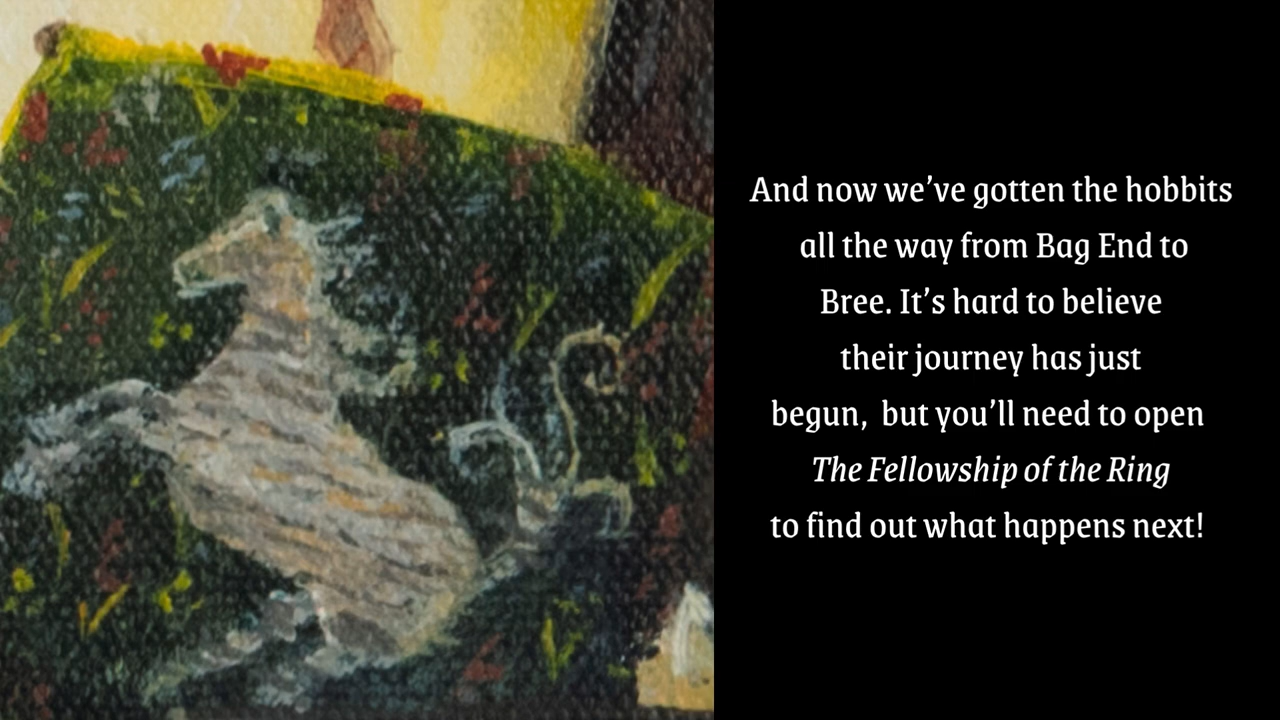 And now we’ve gotten the hobbits
all the way from Bag End to
Bree. It’s hard to believe
their journey has just
begun,  but you’ll need to open
The Fellowship of the Ring
to find out what happens next!